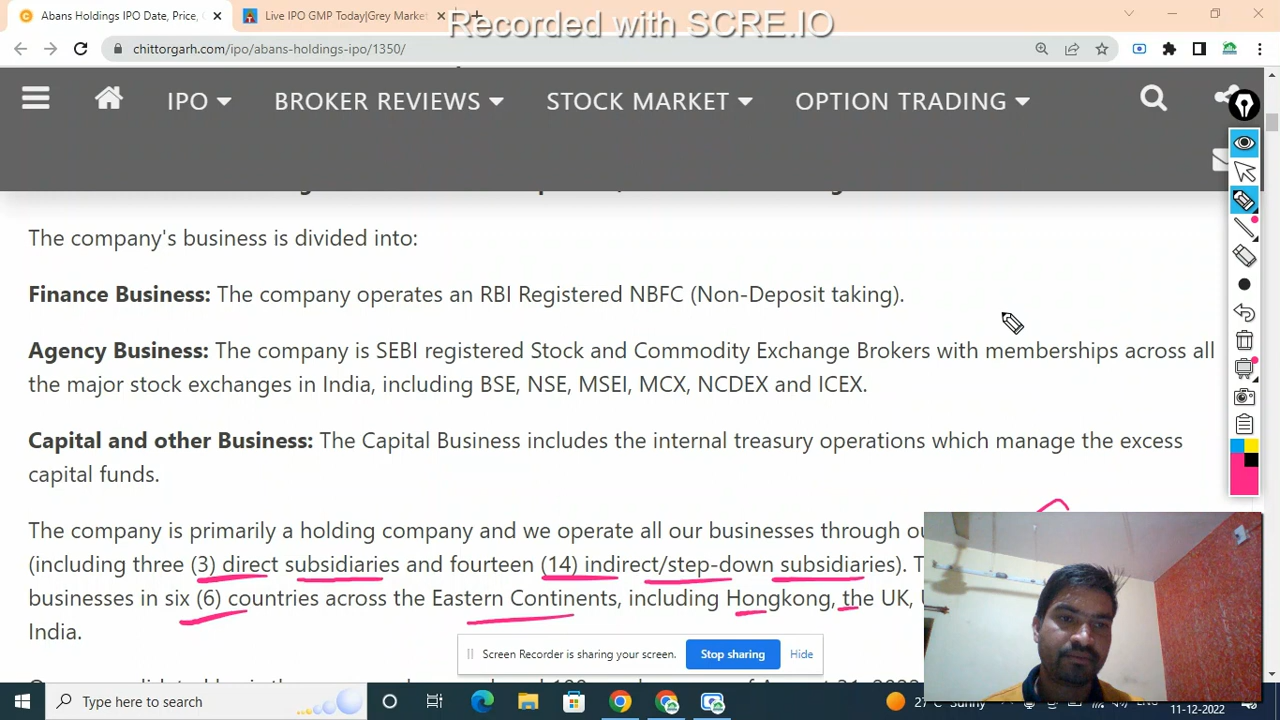 Abans Holdings IPO Date, Price,
Live IPO GMP Today|Grey Market
Recorded with SCRE.IO
chittorgarh.com/ipo/abans-holdings-ipo/1350/
IPO
BROKER REVIEWS
STOCK MARKET
OPTION TRADING
The company's business is divided into:
Finance Business: The company operates an RBI Registered NBFC (Non-Deposit taking).
Agency Business: The company is SEBI registered Stock and Commodity Exchange Brokers with memberships across all
the major stock exchanges in India, including BSE, NSE, MSEI, MCX, NCDEX and ICEX.
Capital and other Business: The Capital Business includes the internal treasury operations which manage the excess
capital funds.
The company is primarily a holding company and we operate all our businesses through
(including three (3) direct subsidiaries and fourteen (14) indirect/step-down subsidiaries).
businesses in six (6) countries across the Eastern Continents, including Hongkong, the UK,
India.
Screen Recorder is sharing your screen.
Stop sharing
Hide
Type here to search
27°C Sunny
ENG
11-12-2022